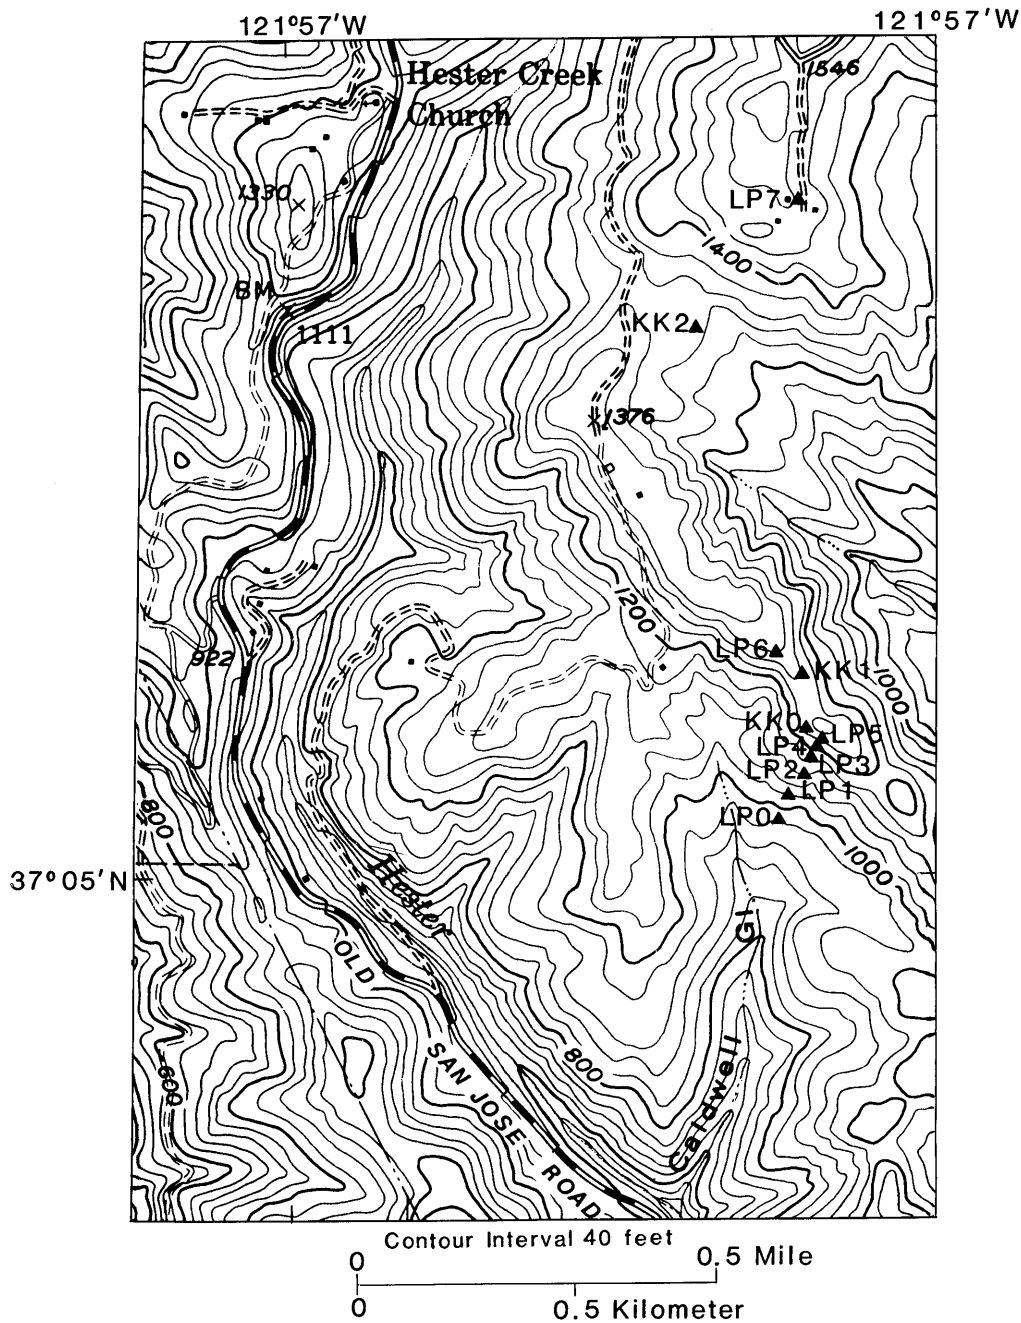 121°57'W
121°57'W
Hester Creek
Church
1546
1330
LP7
1400
BM
1111
KK2
1376
1200
LP6
KK1
922
1000
KK0
LP5
LP4
LP3
LP2
LP1
LP0
800
1000
37°05'N
Hester
Gl
OLD
SAN JOSE ROAD
800
600
Caldwell
Contour Interval 40 feet
0
0.5 Mile
0
0.5 Kilometer